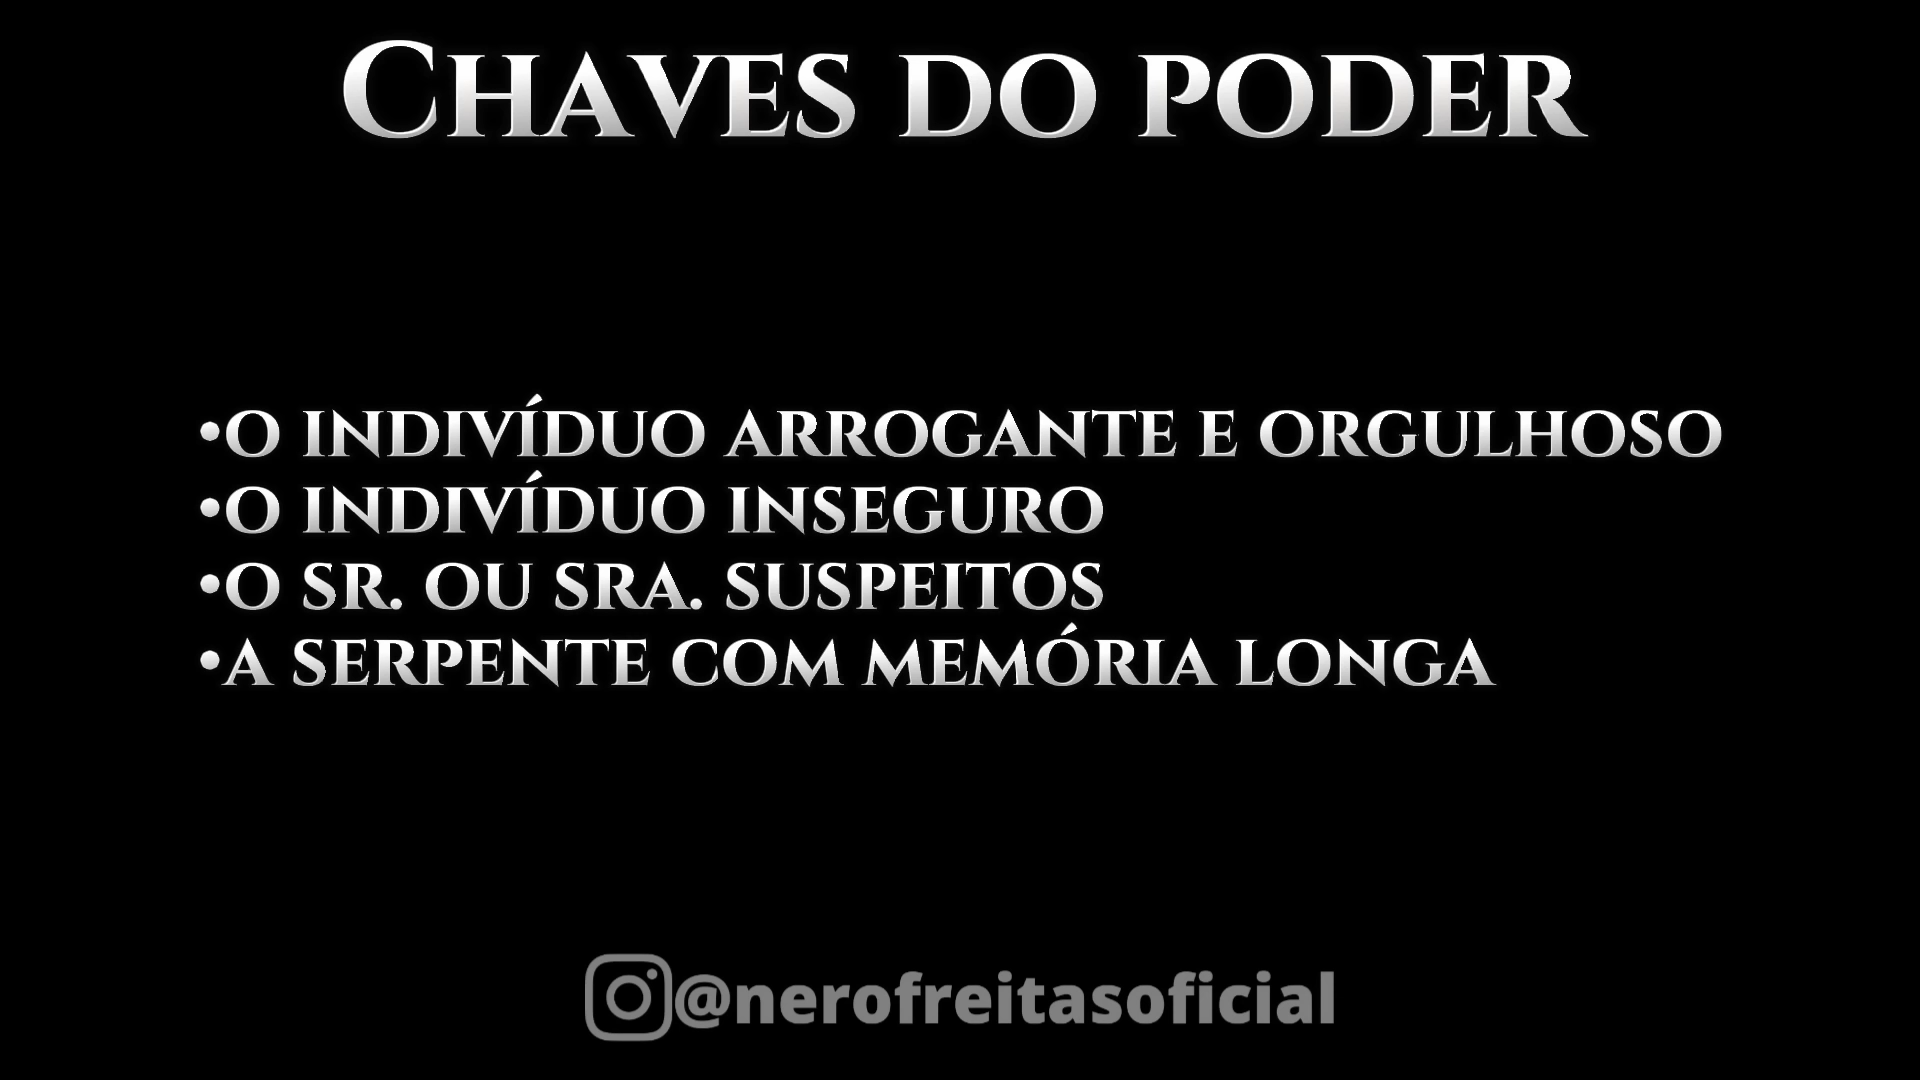 Chaves do poder
•O indivíduo arrogante e orgulhoso
•O indivíduo inseguro
•O Sr. ou Sra. suspeitos
•A serpente com memória longa
@nerofreitasoficial